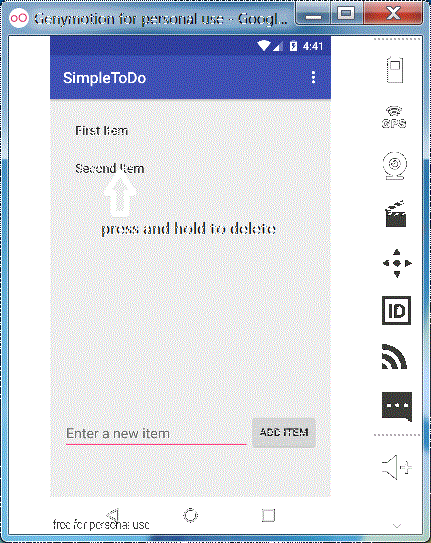 Genymotion for personal use - Googl...
4:41
SimpleToDo
First Item
GPS
Second Item
press and hold to delete
ID
Enter a new item
ADD ITEM
free for personal use